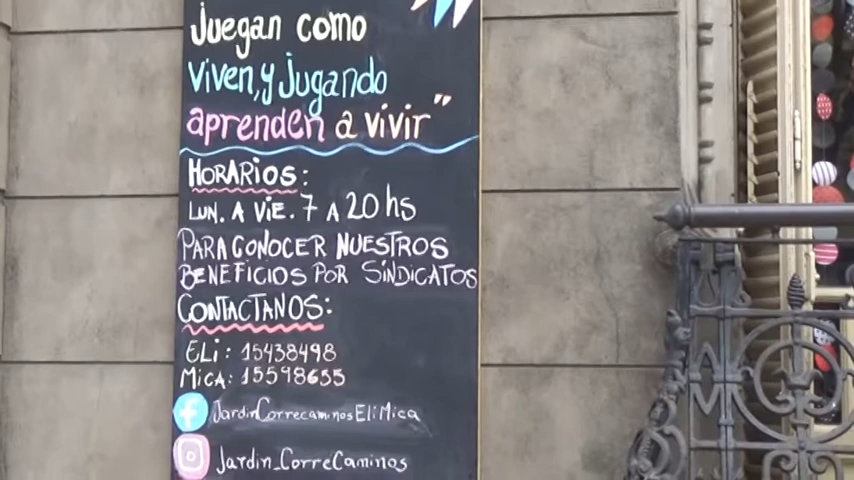 juegan como
viven, y jugando
aprenden a vivir"
HORARIOS:
LUN. A ViE. 7 A 20 hs
PARA CONOCER NUESTROS
BENEFICIOS POR SiNDiCATOS
CONTACTANOS:
ELi: 15438498
MiCA: 15598655
JardinCorrecaminosEliMica
Jardin_CorreCaminos